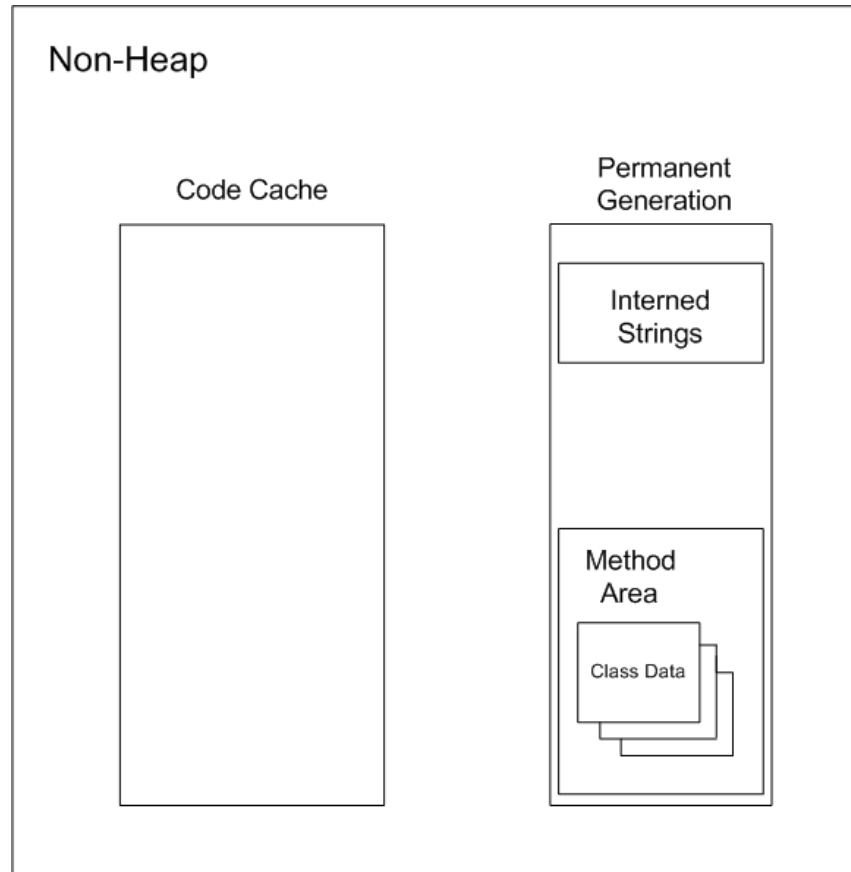 Non-Heap
Code Cache
Permanent
Generation
Interned
Strings
Method
Area
Class Data